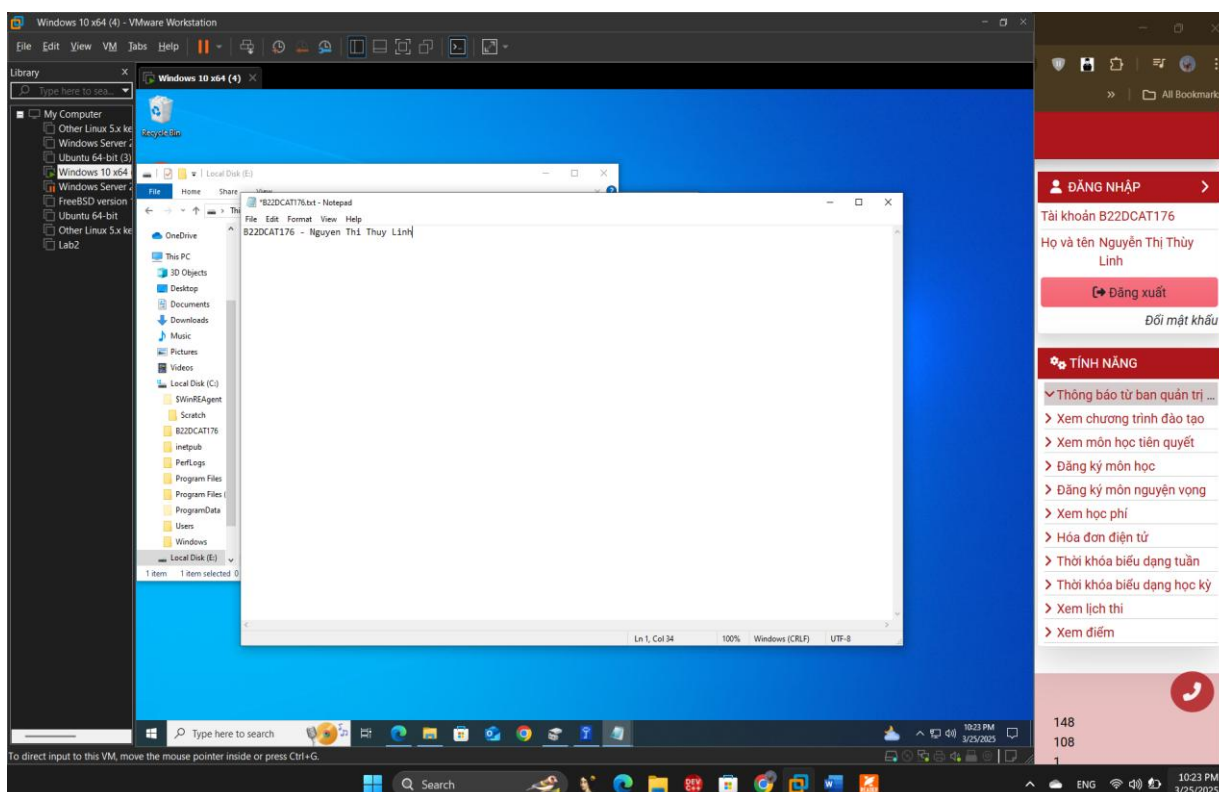 Windows 10 x64 (4) - VMware Workstation
File Edit View VM Tabs Help
Library X
Type here to sea...
My Computer
Other Linux 5.x ke
Windows Server 2
Ubuntu 64-bit (3)
Windows 10 x64
Windows Server 2
FreeBSD version
Ubuntu 64-bit
Other Linux 5.x ke
Lab2
Windows 10 x64 (4)
Recycle Bin
Local Disk (E:)
File Home Share View
Thi
OneDrive
This PC
3D Objects
Desktop
Documents
Downloads
Music
Pictures
Videos
Local Disk (C:)
$WinREAgent
Scratch
B22DCAT176
inetpub
PerfLogs
Program Files
Program Files (
ProgramData
Users
Windows
Local Disk (E:)
1 item 1 item selected 0
*B22DCAT176.txt - Notepad
File Edit Format View Help
B22DCAT176 - Nguyen Thi Thuy Linh
Ln 1, Col 34 100% Windows (CRLF) UTF-8
Type here to search
10:23 PM
3/25/2025
To direct input to this VM, move the mouse pointer inside or press Ctrl+G.
» All Bookmark
ĐĂNG NHẬP
Tài khoản B22DCAT176
Họ và tên Nguyễn Thị Thùy
Linh
Đăng xuất
Đổi mật khẩu
TÍNH NĂNG
Thông báo từ ban quản trị ...
Xem chương trình đào tạo
Xem môn học tiên quyết
Đăng ký môn học
Đăng ký môn nguyện vọng
Xem học phí
Hóa đơn điện tử
Thời khóa biểu dạng tuần
Thời khóa biểu dạng học kỳ
Xem lịch thi
Xem điểm
148
108
1
Search
DEV
C++
ENG
10:23 PM
3/25/2025